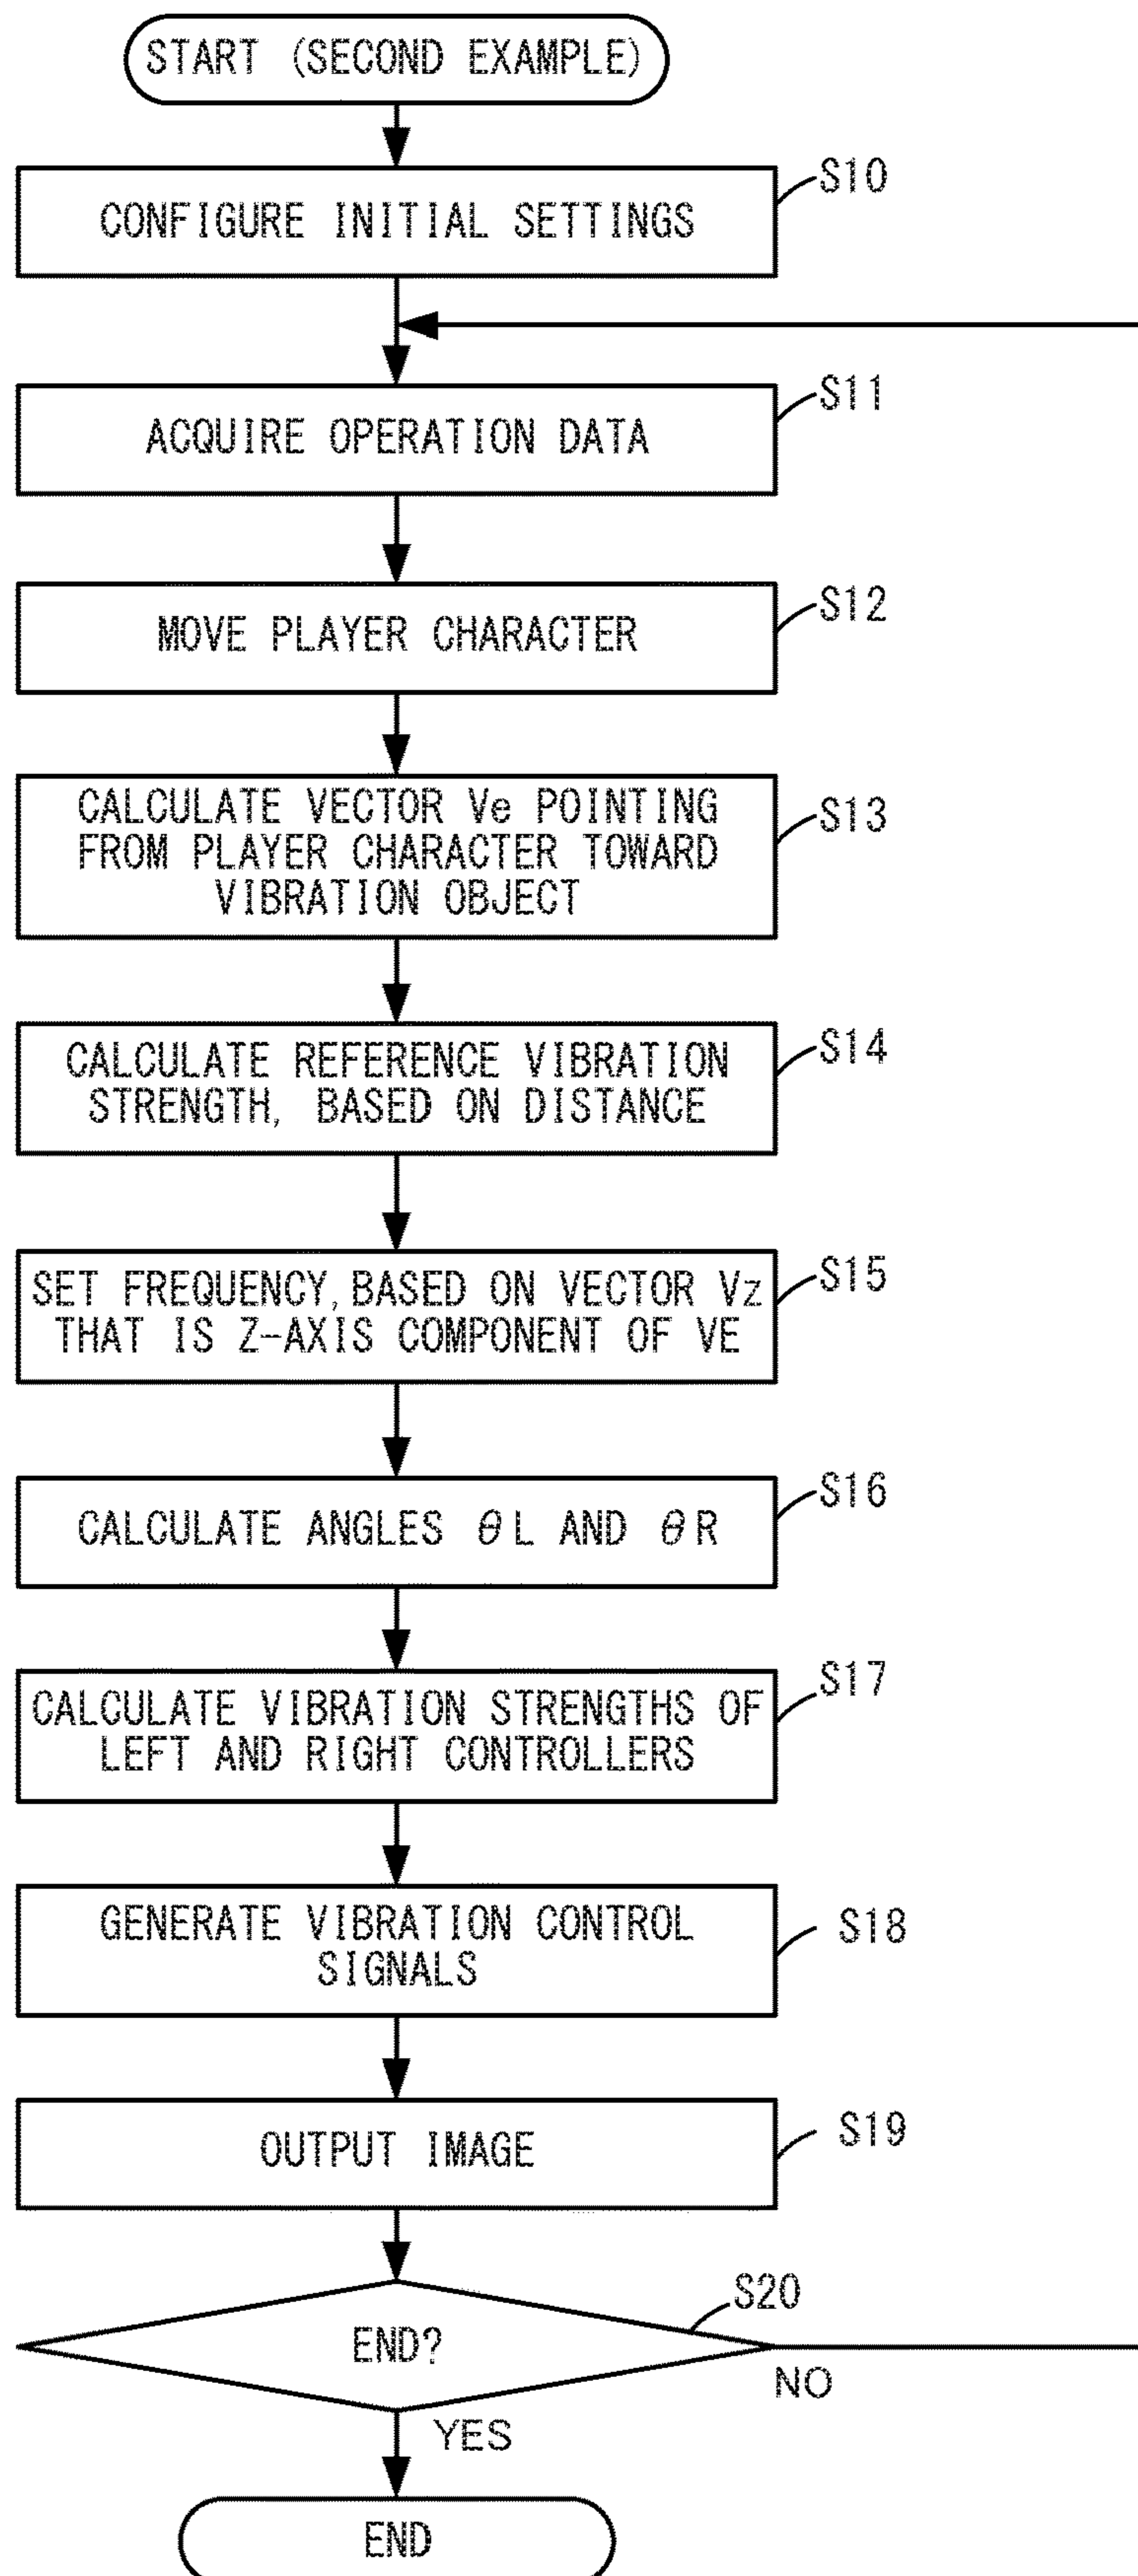 START (SECOND EXAMPLE)
S10
CONFIGURE INITIAL SETTINGS
S11
ACQUIRE OPERATION DATA
S12
MOVE PLAYER CHARACTER
S13
CALCULATE VECTOR Ve POINTING
FROM PLAYER CHARACTER TOWARD
VIBRATION OBJECT
S14
CALCULATE REFERENCE VIBRATION
STRENGTH, BASED ON DISTANCE
S15
SET FREQUENCY, BASED ON VECTOR Vz
THAT IS Z-AXIS COMPONENT OF VE
S16
CALCULATE ANGLES θL AND θR
S17
CALCULATE VIBRATION STRENGTHS OF
LEFT AND RIGHT CONTROLLERS
S18
GENERATE VIBRATION CONTROL
SIGNALS
S19
OUTPUT IMAGE
S20
END?
NO
YES
END